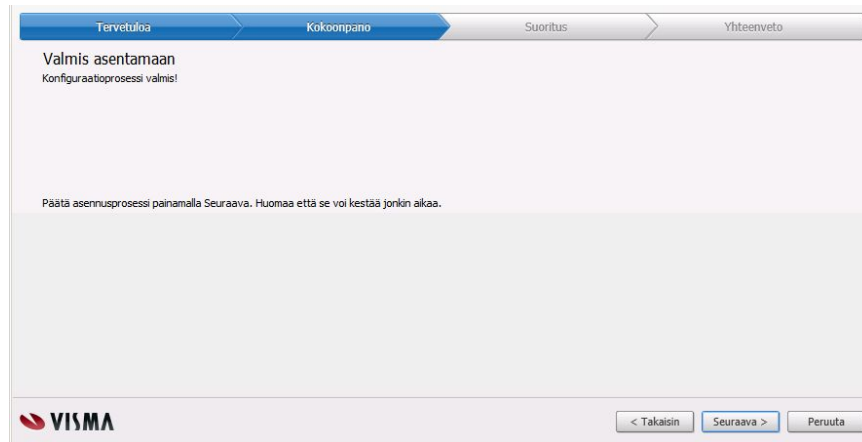 Tervetuloa
Kokoonpano
Suoritus
Yhteenveto
Valmis asentamaan
Konfiguraatioprosessi valmis!
Päätä asennusprosessi painamalla Seuraava. Huomaa että se voi kestää jonkin aikaa.
VISMA
< Takaisin
Seuraava >
Peruuta